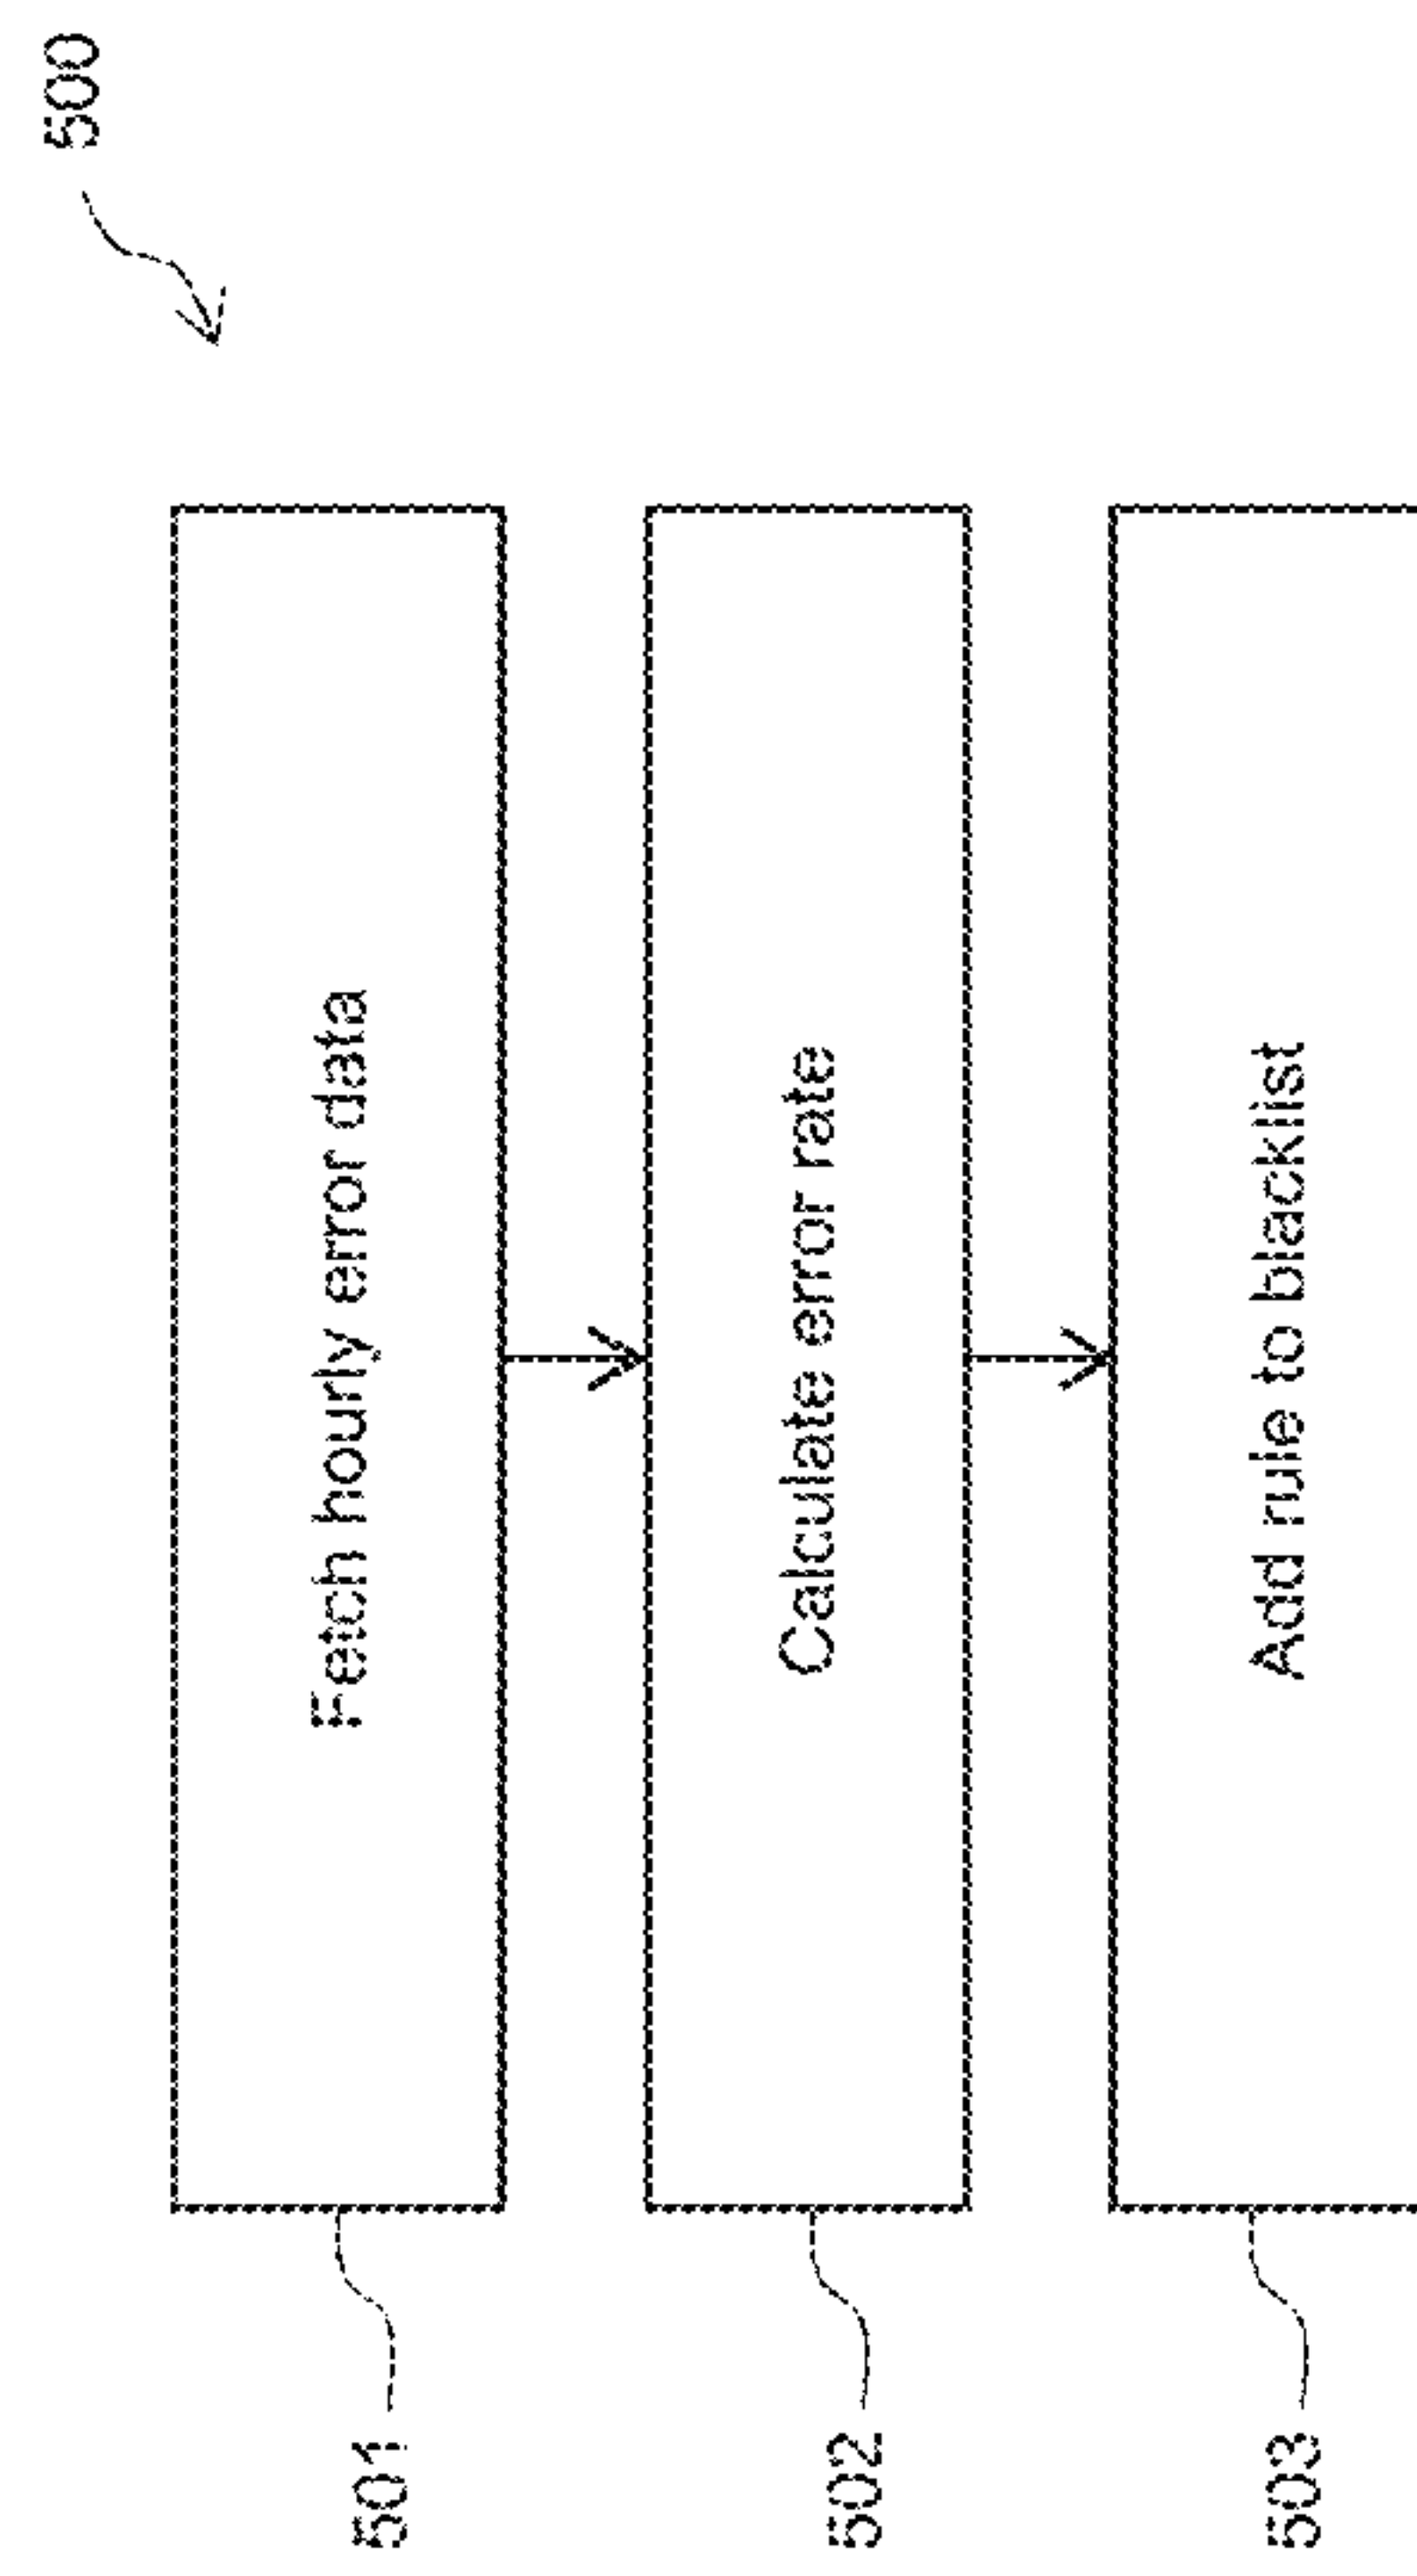 500
501
Fetch hourly error data
502
Calculate error rate
503
Add rule to blacklist